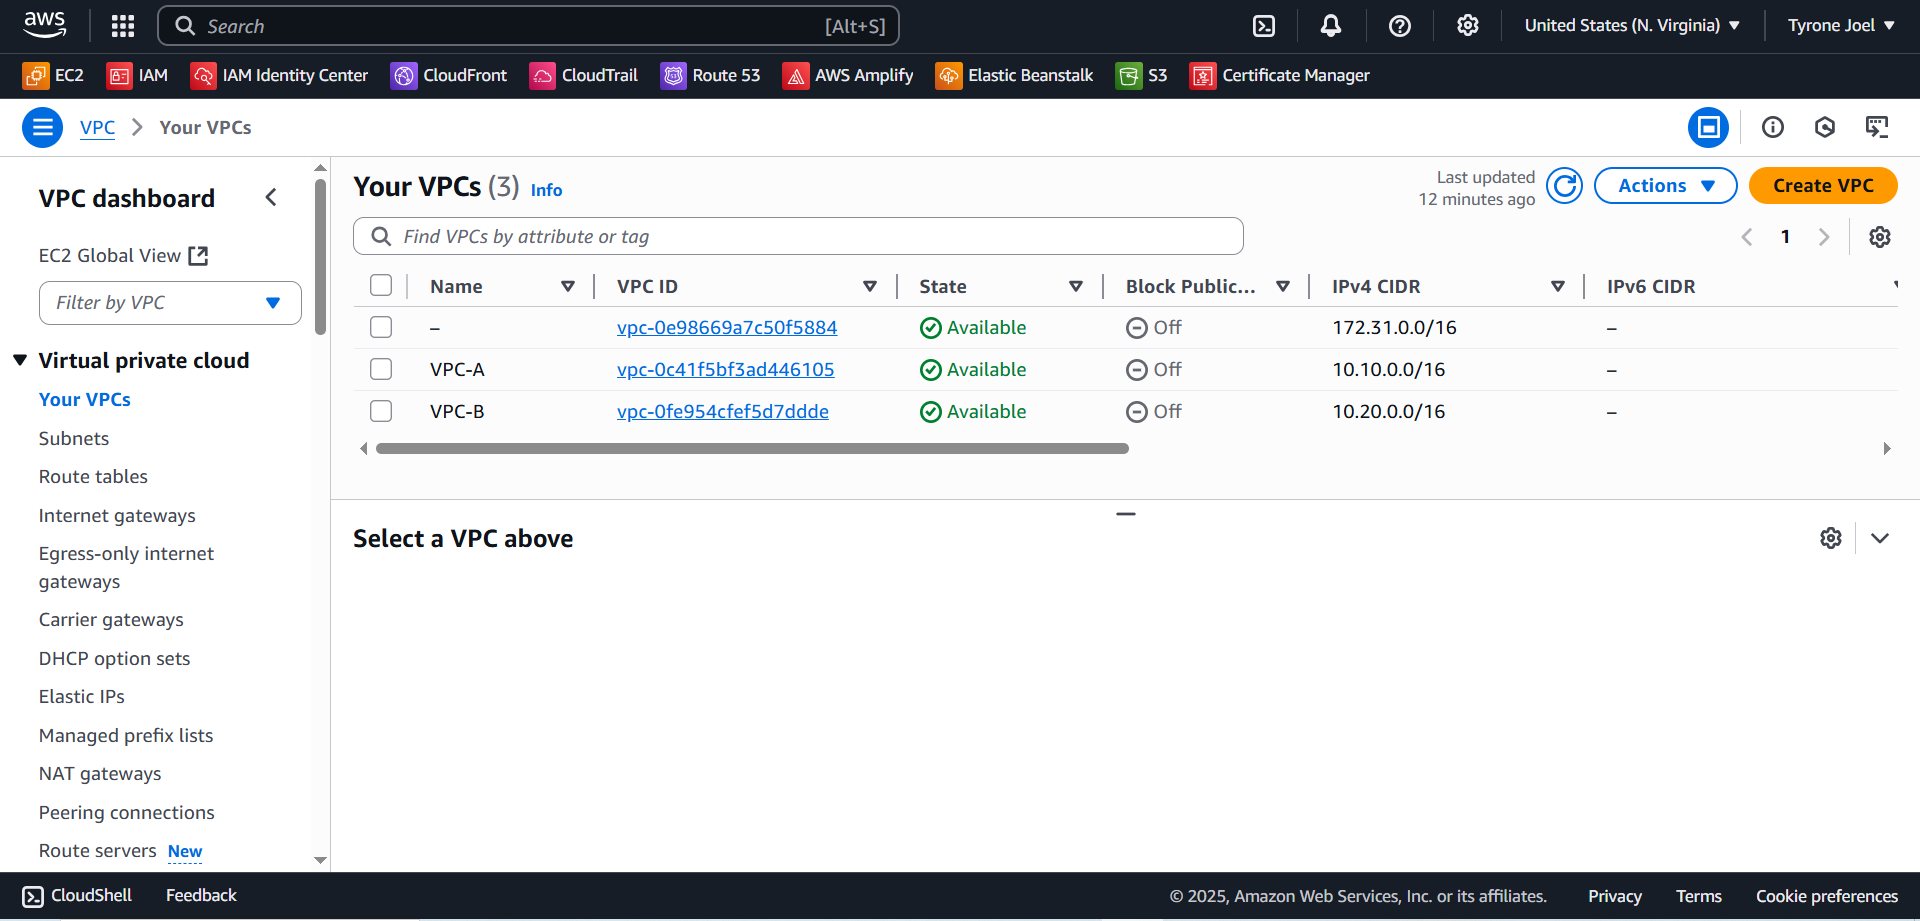 aws
Search [Alt+S]
United States (N. Virginia)
Tyrone Joel
EC2 IAM IAM Identity Center CloudFront CloudTrail Route 53 AWS Amplify Elastic Beanstalk S3 Certificate Manager
VPC Your VPCs
VPC dashboard
EC2 Global View
Filter by VPC
Virtual private cloud
Your VPCs
Subnets
Route tables
Internet gateways
Egress-only internet
gateways
Carrier gateways
DHCP option sets
Elastic IPs
Managed prefix lists
NAT gateways
Peering connections
Route servers New
Your VPCs (3) Info
Last updated
12 minutes ago
Actions
Create VPC
Find VPCs by attribute or tag
1
Name VPC ID State Block Public... IPv4 CIDR IPv6 CIDR
– vpc-0e98669a7c50f5884 Available Off 172.31.0.0/16 –
VPC-A vpc-0c41f5bf3ad446105 Available Off 10.10.0.0/16 –
VPC-B vpc-0fe954cfef5d7ddde Available Off 10.20.0.0/16 –
Select a VPC above
CloudShell Feedback
© 2025, Amazon Web Services, Inc. or its affiliates. Privacy Terms Cookie preferences